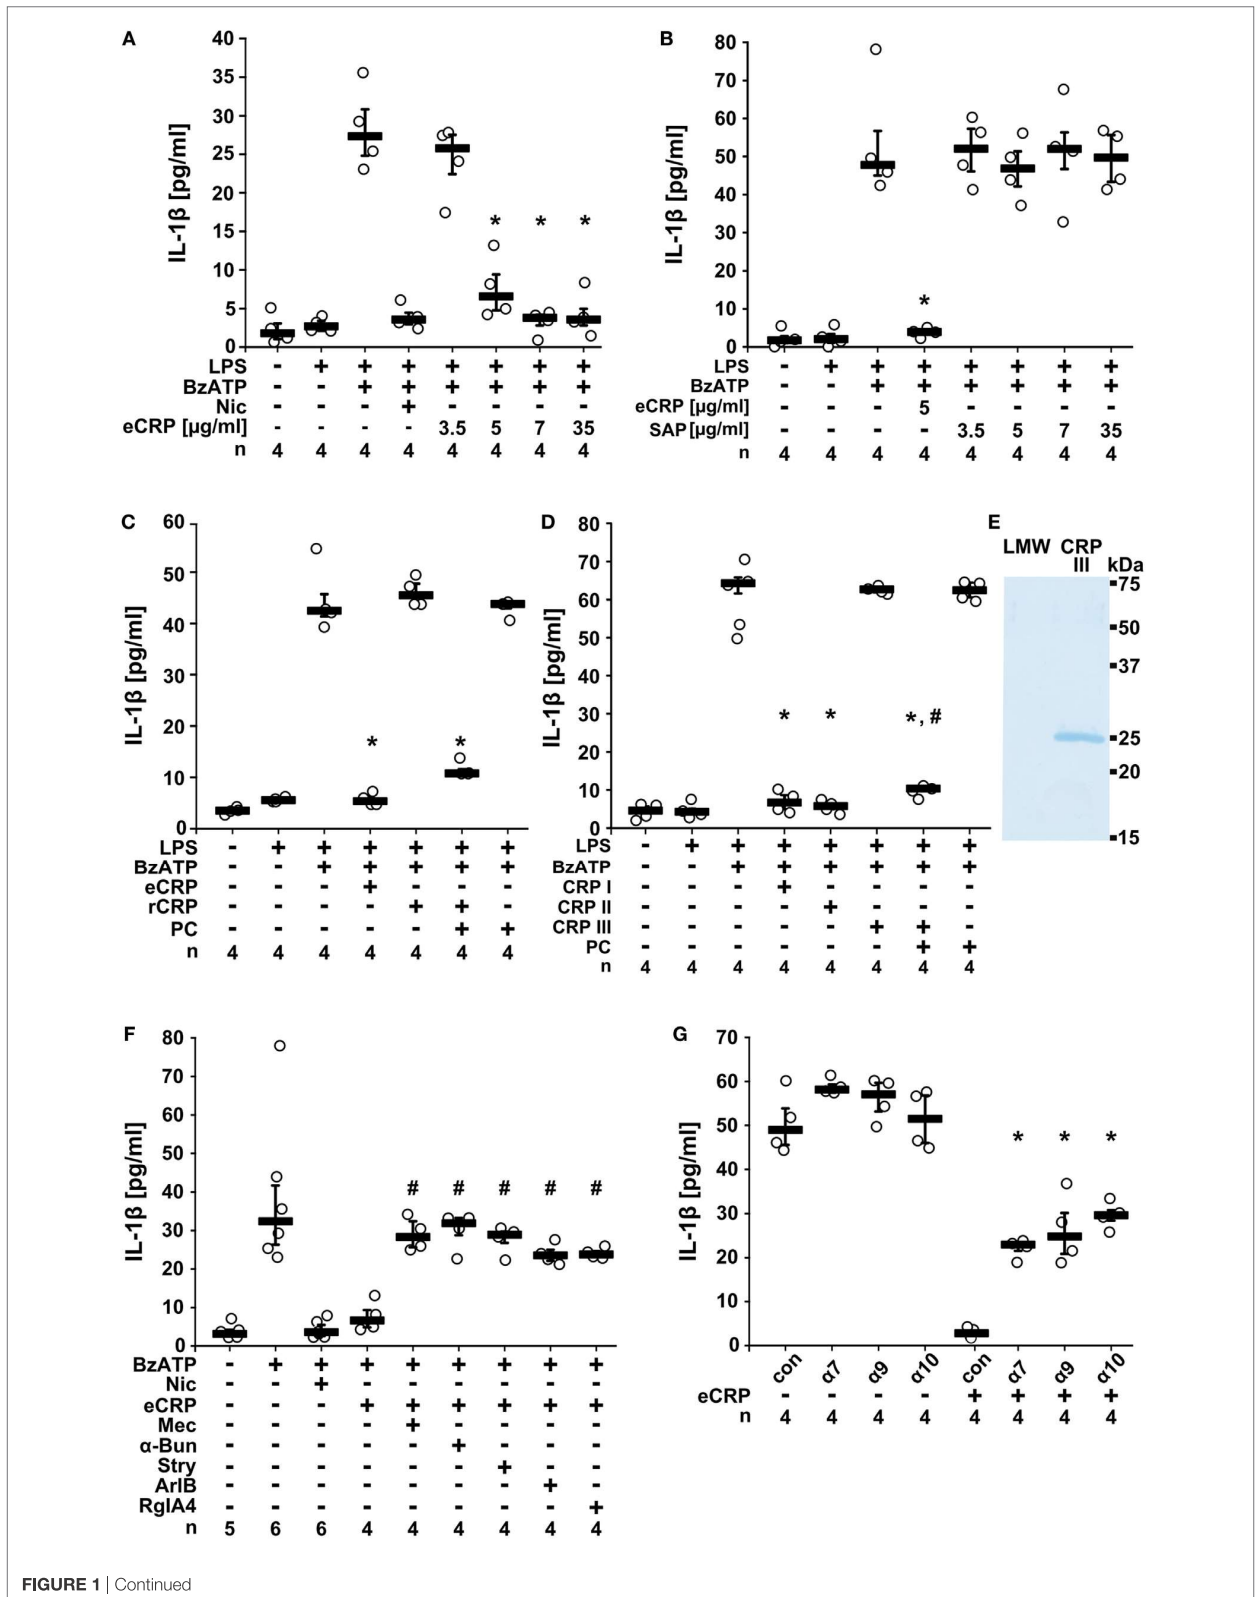 A
IL-1β [pg/ml]
40
35
30
25
20
15
10
5
0
* * *
LPS - + + + + + + +
BzATP - - + + + + + +
Nic - - - + - - - -
eCRP [µg/ml] - - - - 3.5 5 7 35
n 4 4 4 4 4 4 4 4
B
IL-1β [pg/ml]
80
70
60
50
40
30
20
10
0
*
LPS - + + + + + + +
BzATP - - + + + + + +
eCRP [µg/ml] - - - 5 - - - -
SAP [µg/ml] - - - - 3.5 5 7 35
n 4 4 4 4 4 4 4 4
C
IL-1β [pg/ml]
60
50
40
30
20
10
0
* *
LPS - + + + + + +
BzATP - - + + + + +
eCRP - - - + - - -
rCRP - - - - + + -
PC - - - - - + +
n 4 4 4 4 4 4 4
D
IL-1β [pg/ml]
80
70
60
50
40
30
20
10
0
* * *, #
LPS - + + + + + + +
BzATP - - + + + + + +
CRP I - - - + - - - -
CRP II - - - - + - - -
CRP III - - - - - + + -
PC - - - - - - + +
n 4 4 4 4 4 4 4 4
E
LMW CRP
III kDa
75
50
37
25
20
15
F
IL-1β [pg/ml]
80
70
60
50
40
30
20
10
0
# # # # #
BzATP - + + + + + + + +
Nic - - + - - - - - -
eCRP - - - + + + + + +
Mec - - - - + - - - -
α-Bun - - - - - + - - -
Stry - - - - - - + - -
ArIB - - - - - - - + -
RgIA4 - - - - - - - - +
n 5 6 6 4 4 4 4 4 4
G
IL-1β [pg/ml]
70
60
50
40
30
20
10
0
* * *
con α7 α9 α10 con α7 α9 α10
eCRP - - - - + + + +
n 4 4 4 4 4 4 4 4
FIGURE 1 | Continued